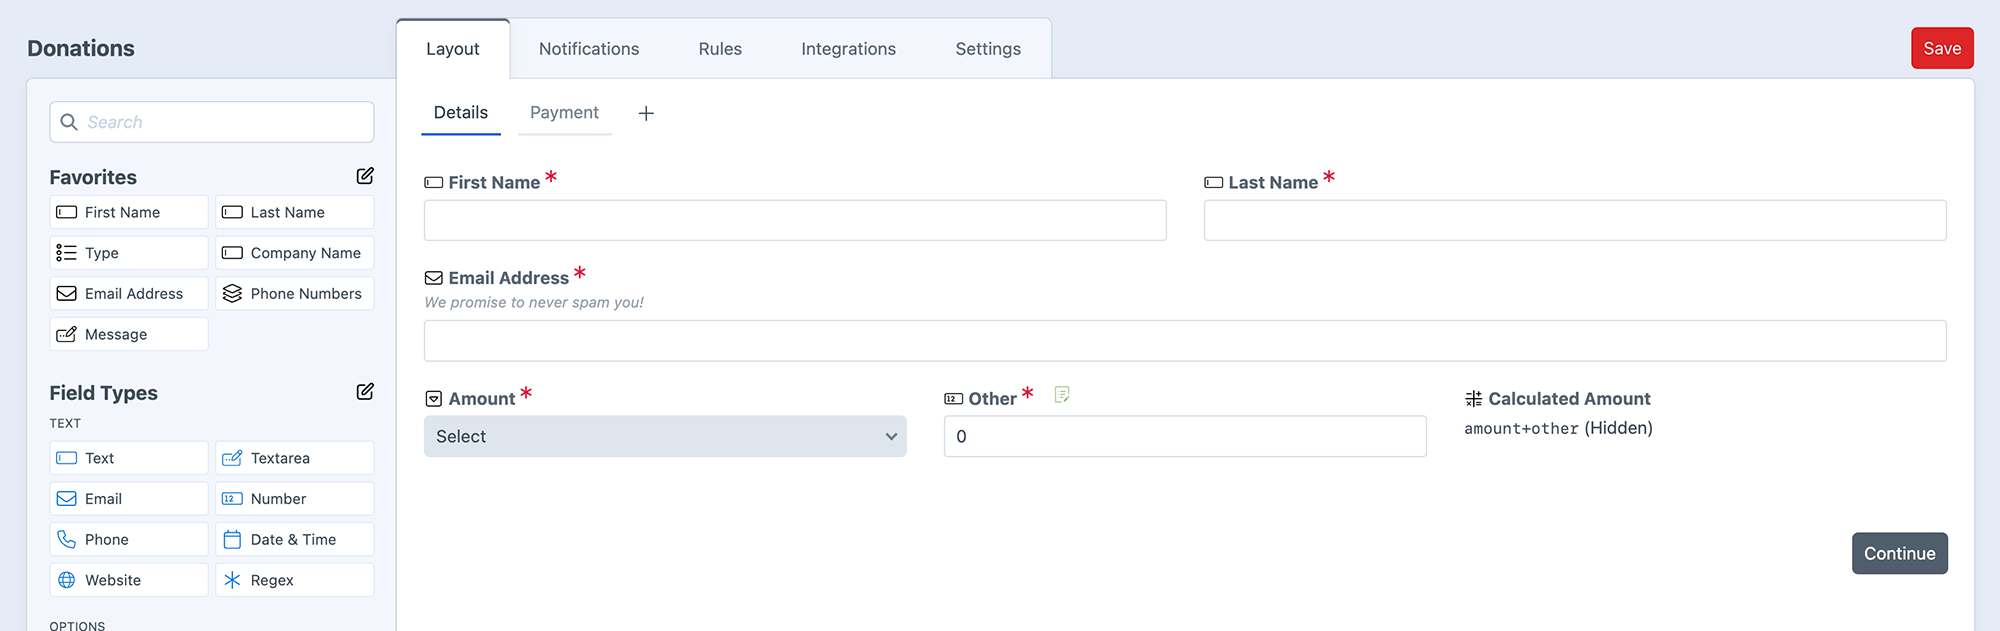 Donations
Layout
Notifications
Rules
Integrations
Settings
Save
Search
Favorites
First Name
Last Name
Type
Company Name
Email Address
Phone Numbers
Message
Field Types
TEXT
Text
Textarea
Email
12
Number
Phone
Date & Time
Website
Regex
OPTIONS
Details
Payment
First Name *
Last Name *
Email Address *
We promise to never spam you!
Amount *
Select
12 Other *
0
Calculated Amount
amount+other (Hidden)
Continue